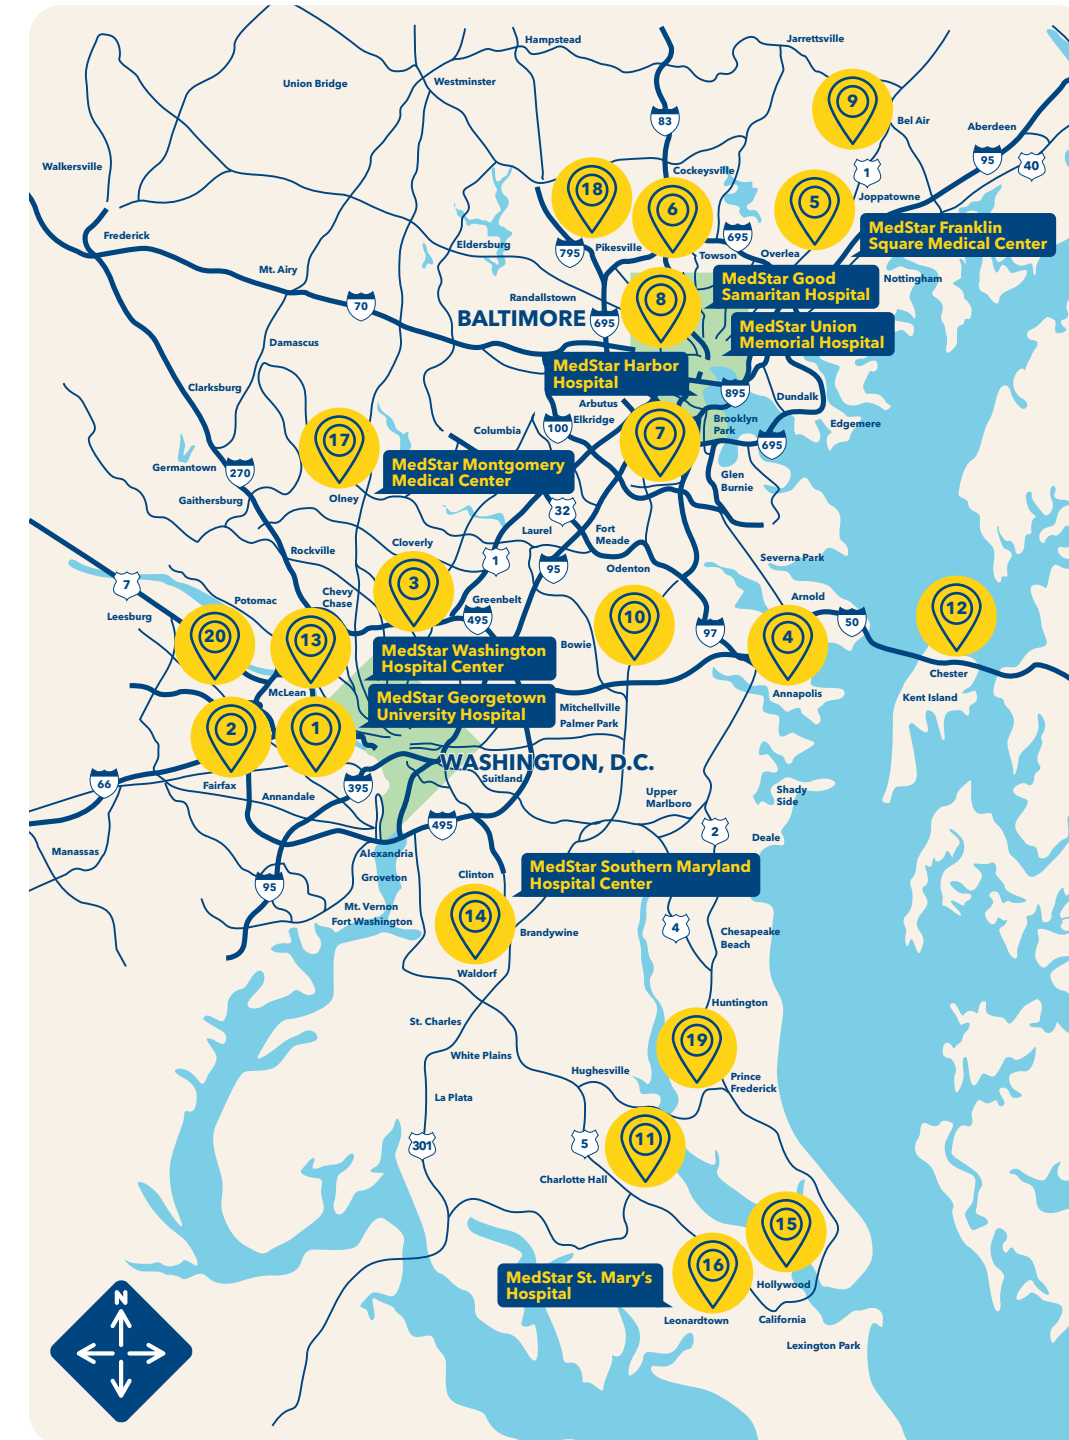 Hampstead
Jarrettsville
Union Bridge
Westminster
9
83
Bel Air
Aberdeen
95
40
1
Walkersville
Cockeysville
18
6
5
Joppatowne
Frederick
795
Pikesville
695
Towson
Overlea
MedStar Franklin
Square Medical Center
Eldersburg
Mt. Airy
Nottingham
MedStar Good
Samaritan Hospital
70
Randallstown
8
BALTIMORE
695
MedStar Union
Memorial Hospital
Damascus
MedStar Harbor
Hospital
Clarksburg
895
Dundalk
Arbutus
Elkridge
100
Brooklyn
Park
Edgemere
17
Columbia
7
695
Germantown
270
MedStar Montgomery
Medical Center
Glen
Burnie
Gaithersburg
Olney
32
Laurel
Fort
Meade
Cloverly
Rockville
1
95
Odenton
Severna Park
7
3
Chevy
Chase
Arnold
Potomac
Greenbelt
Leesburg
495
10
97
50
12
20
13
4
Bowie
MedStar Washington
Hospital Center
Chester
McLean
Annapolis
Kent Island
MedStar Georgetown
University Hospital
Mitchellville
Palmer Park
2
1
WASHINGTON, D.C.
Suitland
66
Fairfax
395
Annandale
Upper
Marlboro
Shady
Side
495
2
Deale
Manassas
Alexandria
Groveton
Clinton
MedStar Southern Maryland
Hospital Center
95
Mt. Vernon
Fort Washington
14
Brandywine
4
Chesapeake
Beach
Waldorf
Huntington
St. Charles
19
White Plains
Hughesville
Prince
Frederick
La Plata
301
5
11
Charlotte Hall
15
16
MedStar St. Mary's
Hospital
Hollywood
Leonardtown
California
Lexington Park
N